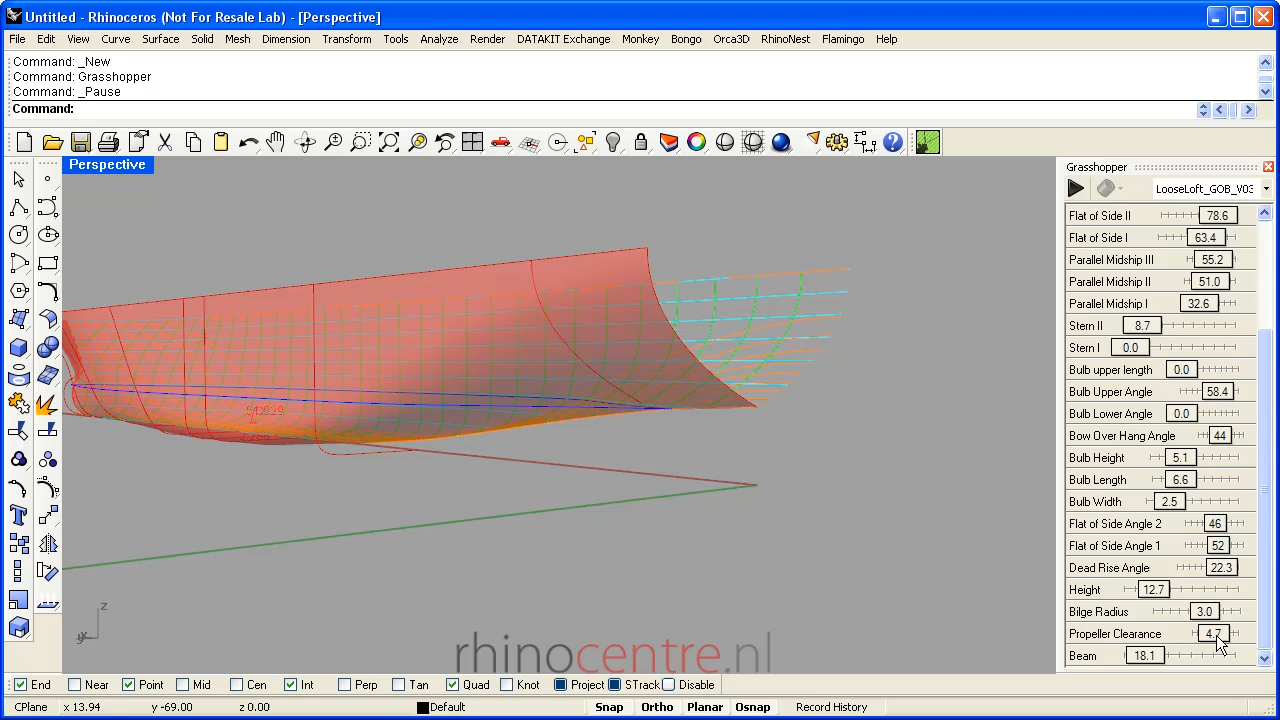 Untitled - Rhinoceros (Not For Resale Lab) - [Perspective]
File Edit View Curve Surface Solid Mesh Dimension Transform Tools Analyze Render DATAKIT Exchange Monkey Bongo Orca3D RhinoNest Flamingo Help
Command: _New
Command: Grasshopper
Command: _Pause
Command:
Perspective
Grasshopper
LooseLoft_GOB_V03
Flat of Side II 78.6
Flat of Side I 63.4
Parallel Midship III 55.2
Parallel Midship II 51.0
Parallel Midship I 32.6
Stern II 8.7
Stern I 0.0
Bulb upper length 0.0
Bulb Upper Angle 58.4
Bulb Lower Angle 0.0
Bow Over Hang Angle 44
Bulb Height 5.1
Bulb Length 6.6
Bulb Width 2.5
Flat of Side Angle 2 46
Flat of Side Angle 1 52
Dead Rise Angle 22.3
Height 12.7
Bilge Radius 3.0
Propeller Clearance 4.7
Beam 18.1
z
rhinocentre.nl
End Near Point Mid Cen Int Perp Tan Quad Knot Project STrack Disable
CPlane x 13.94 y -69.00 z 0.00 Default Snap Ortho Planar Osnap Record History